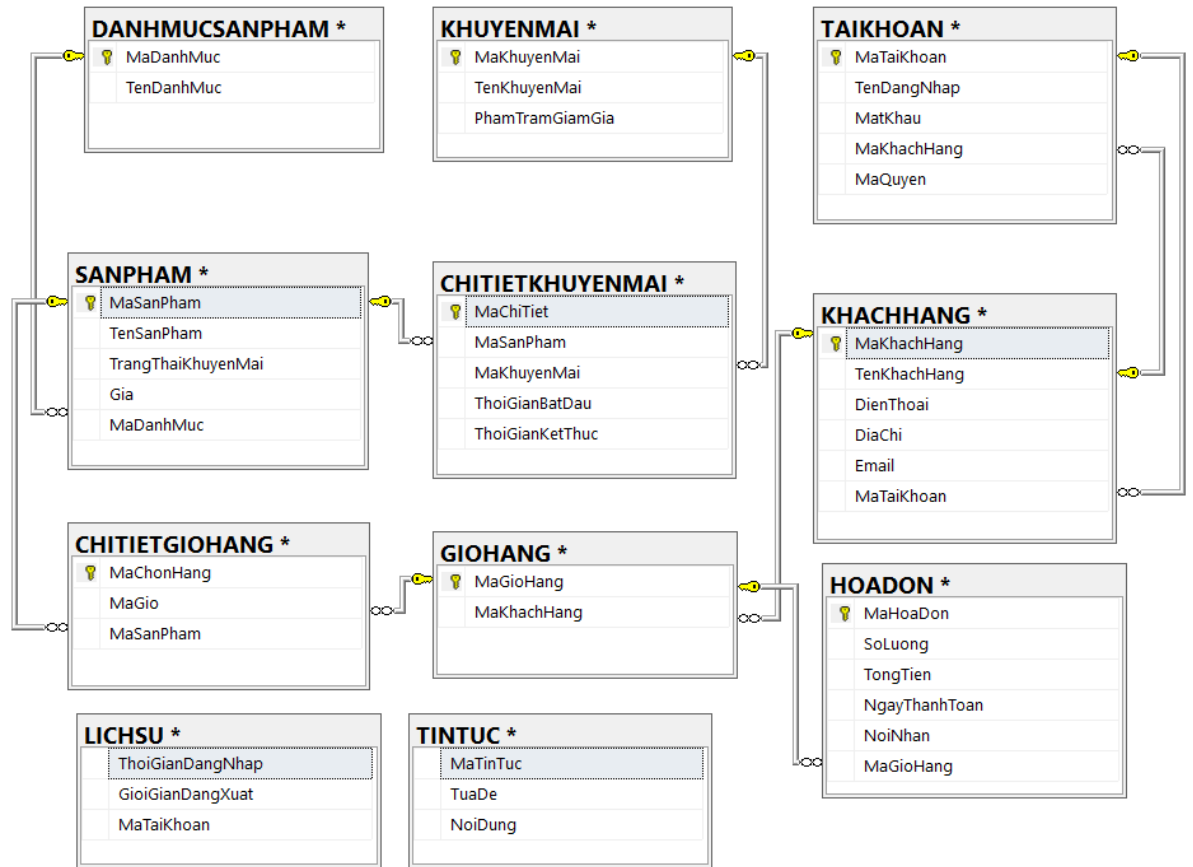 DANHMUCSANPHAM *
MaDanhMuc
TenDanhMuc
KHUYENMAI *
MaKhuyenMai
TenKhuyenMai
PhamTramGiamGia
TAIKHOAN *
MaTaiKhoan
TenDangNhap
MatKhau
MaKhachHang
MaQuyen
SANPHAM *
MaSanPham
TenSanPham
TrangThaiKhuyenMai
Gia
MaDanhMuc
CHITIETKHUYENMAI *
MaChiTiet
MaSanPham
MaKhuyenMai
ThoiGianBatDau
ThoiGianKetThuc
KHACHHANG *
MaKhachHang
TenKhachHang
DienThoai
DiaChi
Email
MaTaiKhoan
CHITIETGIOHANG *
MaChonHang
MaGio
MaSanPham
GIOHANG *
MaGioHang
MaKhachHang
HOADON *
MaHoaDon
SoLuong
TongTien
NgayThanhToan
NoiNhan
MaGioHang
LICHSU *
ThoiGianDangNhap
GioiGianDangXuat
MaTaiKhoan
TINTUC *
MaTinTuc
TuaDe
NoiDung